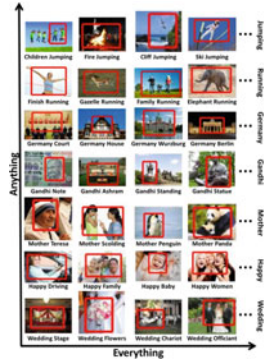 Children Jumping Fire Jumping Cliff Jumping Ski Jumping
Jumping
Finish Running Gazelle Running Family Running Elephant Running
Running
Germany Court Germany House Germany Wurzburg Germany Berlin
Germany
Gandhi Note Gandhi Ashram Gandhi Standing Gandhi Statue
Gandhi
Mother Teresa Mother Scolding Mother Penguin Mother Panda
Mother
Happy Driving Happy Family Happy Baby Happy Women
Happy
Wedding Stage Wedding Flowers Wedding Chariot Wedding Officiant
Wedding
Anything
Everything